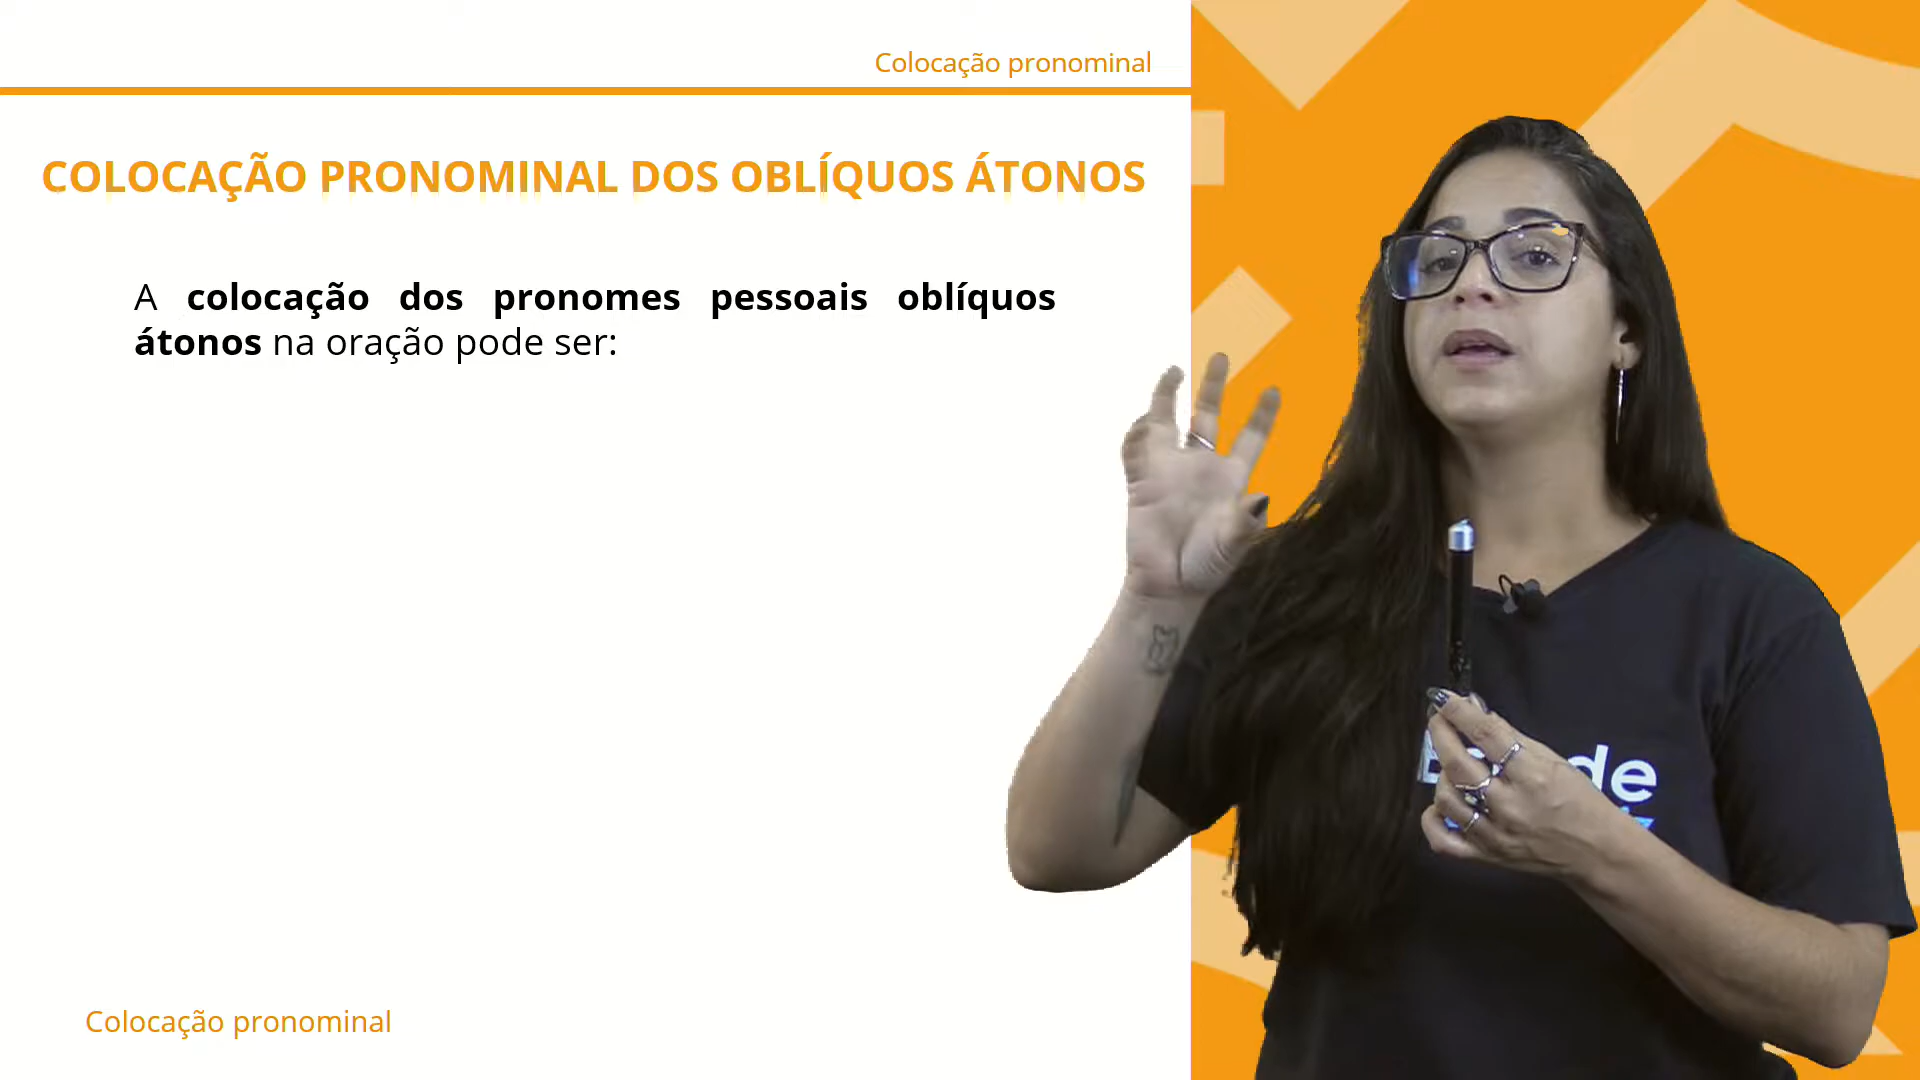 Colocação pronominal
COLOCAÇÃO PRONOMINAL DOS OBLÍQUOS ÁTONOS
A colocação dos pronomes pessoais oblíquos
átonos na oração pode ser:
Colocação pronominal